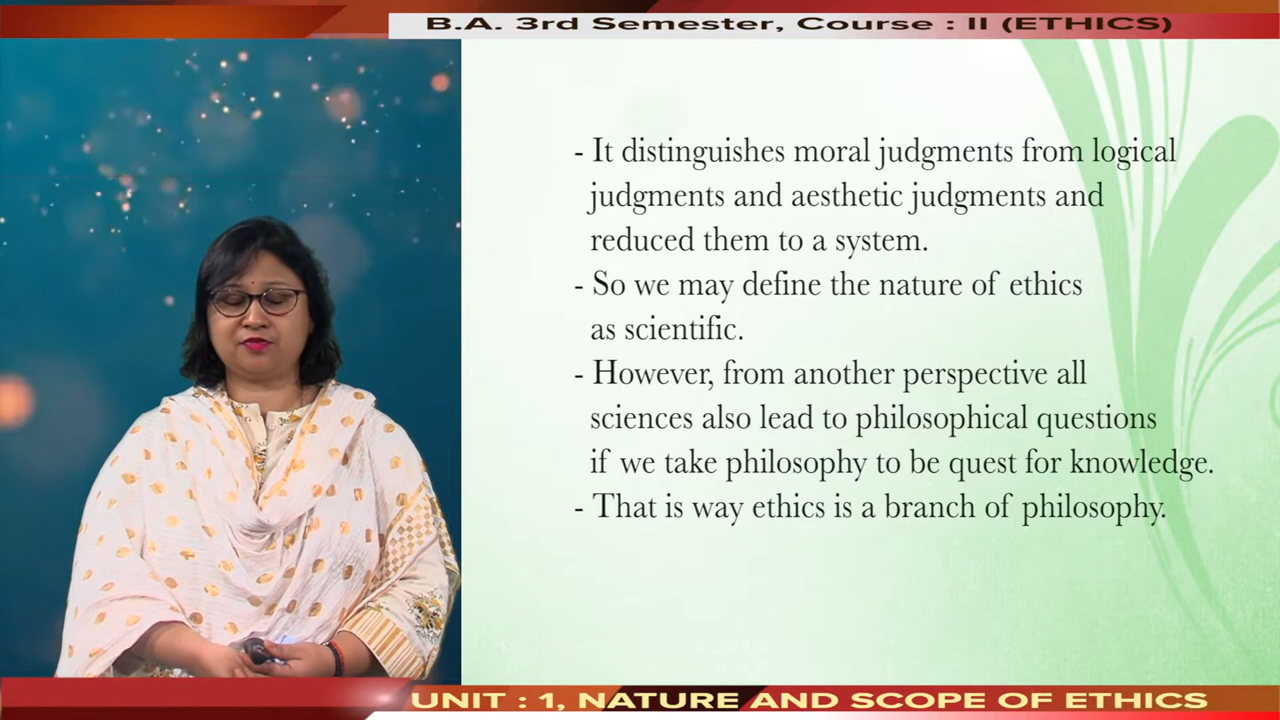 B.A. 3rd Semester, Course : II (ETHICS)
- It distinguishes moral judgments from logical
judgments and aesthetic judgments and
reduced them to a system.
- So we may define the nature of ethics
as scientific.
- However, from another perspective all
sciences also lead to philosophical questions
if we take philosophy to be quest for knowledge.
- That is way ethics is a branch of philosophy.
UNIT : 1, NATURE AND SCOPE OF ETHICS